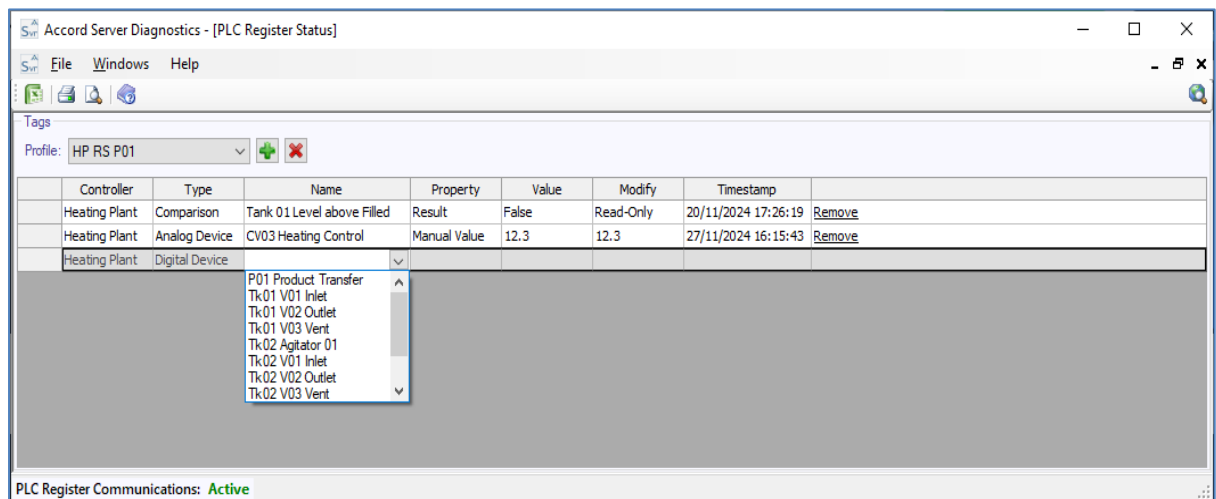 Accord Server Diagnostics - [PLC Register Status]
File Windows Help
Tags
Profile: HP RS P01
Controller Type Name Property Value Modify Timestamp
Heating Plant Comparison Tank 01 Level above Filled Result False Read-Only 20/11/2024 17:26:19 Remove
Heating Plant Analog Device CV03 Heating Control Manual Value 12.3 12.3 27/11/2024 16:15:43 Remove
Heating Plant Digital Device
P01 Product Transfer
Tk01 V01 Inlet
Tk01 V02 Outlet
Tk01 V03 Vent
Tk02 Agitator 01
Tk02 V01 Inlet
Tk02 V02 Outlet
Tk02 V03 Vent
PLC Register Communications: Active